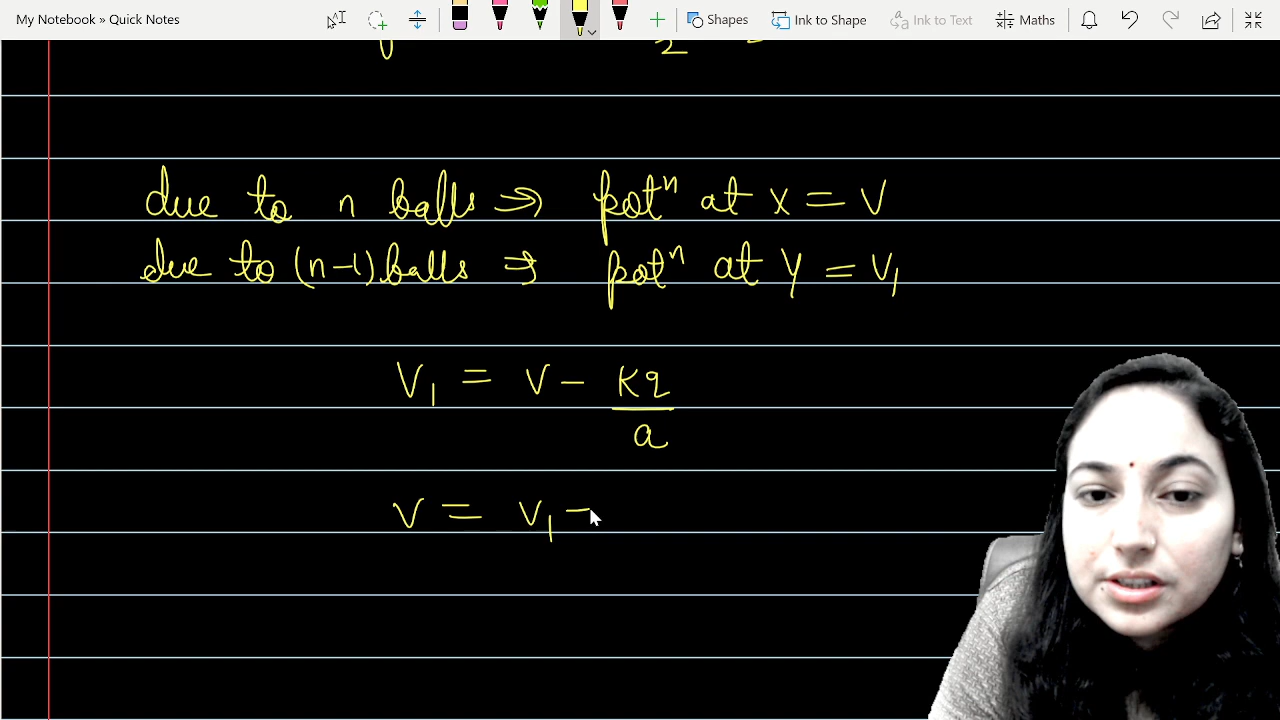 My Notebook » Quick Notes
Shapes Ink to Shape Ink to Text Maths
2
due to n balls ⇒ potⁿ at x = V
due to (n-1) balls ⇒ potⁿ at y = V₁
V₁ = V - Kq/a
V = V₁ -